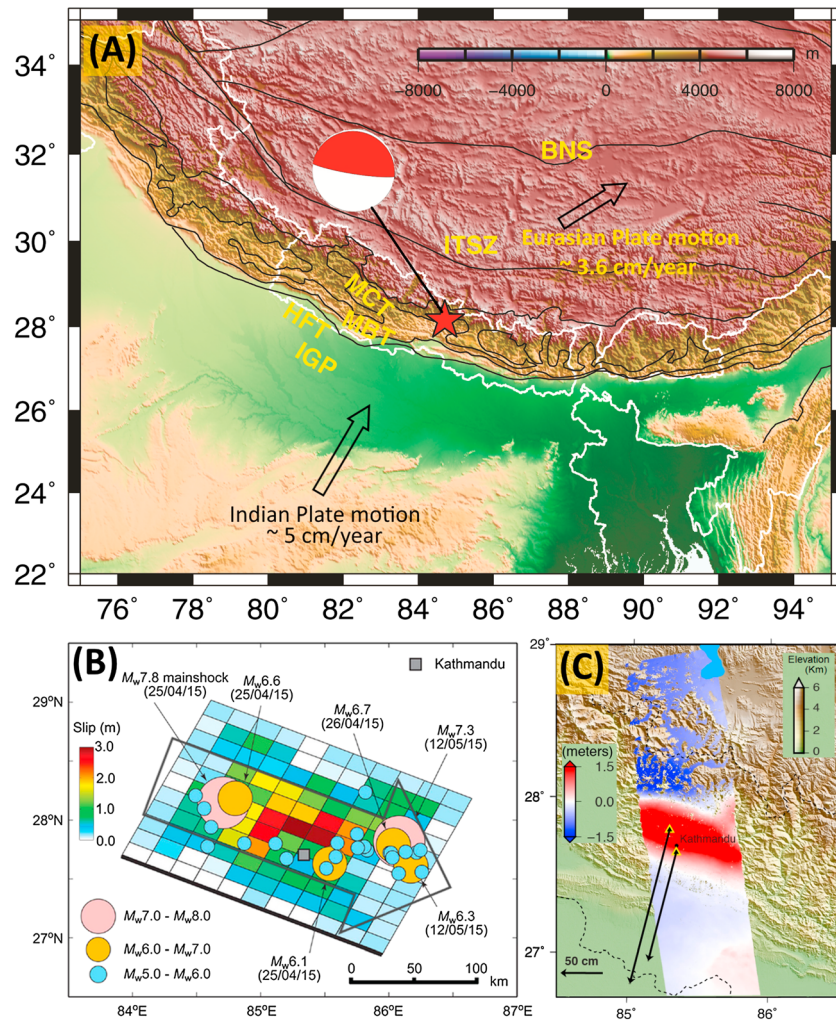 (A)
m
−8000
−4000
0
4000
8000
34°
32°
30°
28°
26°
24°
22°
BNS
ITSZ
Eurasian Plate motion
~ 3.6 cm/year
MCT
MBT
HFT
IGP
Indian Plate motion
~ 5 cm/year
76°
78°
80°
82°
84°
86°
88°
90°
92°
94°
(B)
Kathmandu
Mw7.8 mainshock
(25/04/15)
Mw6.6
(25/04/15)
Mw6.7
(26/04/15)
Mw7.3
(12/05/15)
Slip (m)
3.0
2.0
1.0
0.0
29°N
28°N
27°N
Mw7.0 - Mw8.0
Mw6.0 - Mw7.0
Mw5.0 - Mw6.0
Mw6.1
(25/04/15)
Mw6.3
(12/05/15)
0
50
100
km
84°E
85°E
86°E
87°E
(C)
29°
28°
27°
Elevation
(Km)
6
4
2
0
(meters)
1.5
0.0
−1.5
Kathmandu
50 cm
85°
86°